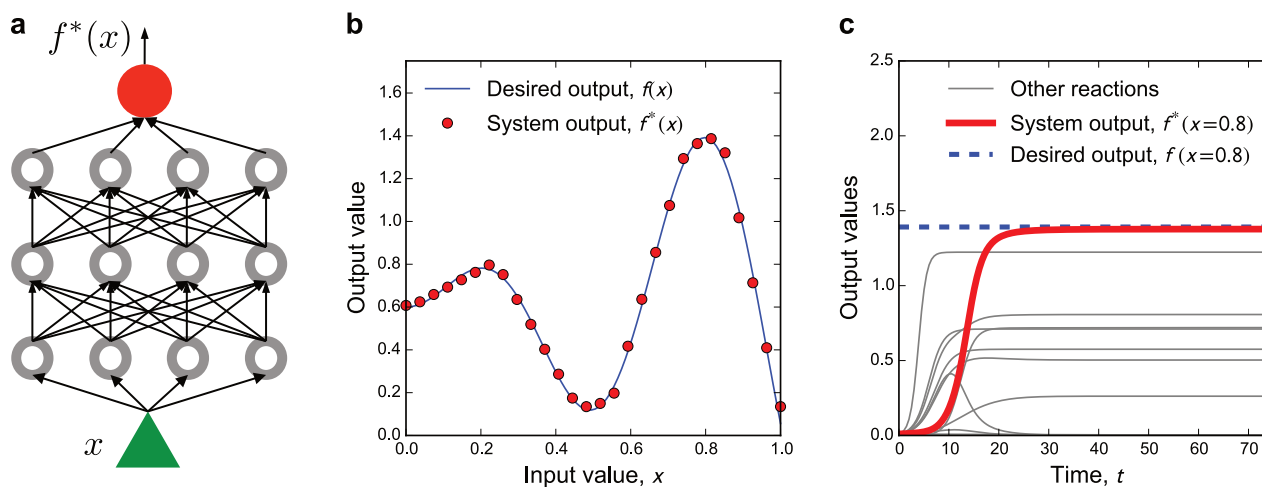 a
f*(x)
x
b
Desired output, f(x)
System output, f*(x)
Output value
1.6
1.4
1.2
1.0
0.8
0.6
0.4
0.2
0.0
0.0 0.2 0.4 0.6 0.8 1.0
Input value, x
c
Other reactions
System output, f*(x=0.8)
Desired output, f(x=0.8)
Output values
2.5
2.0
1.5
1.0
0.5
0.0
0 10 20 30 40 50 60 70
Time, t